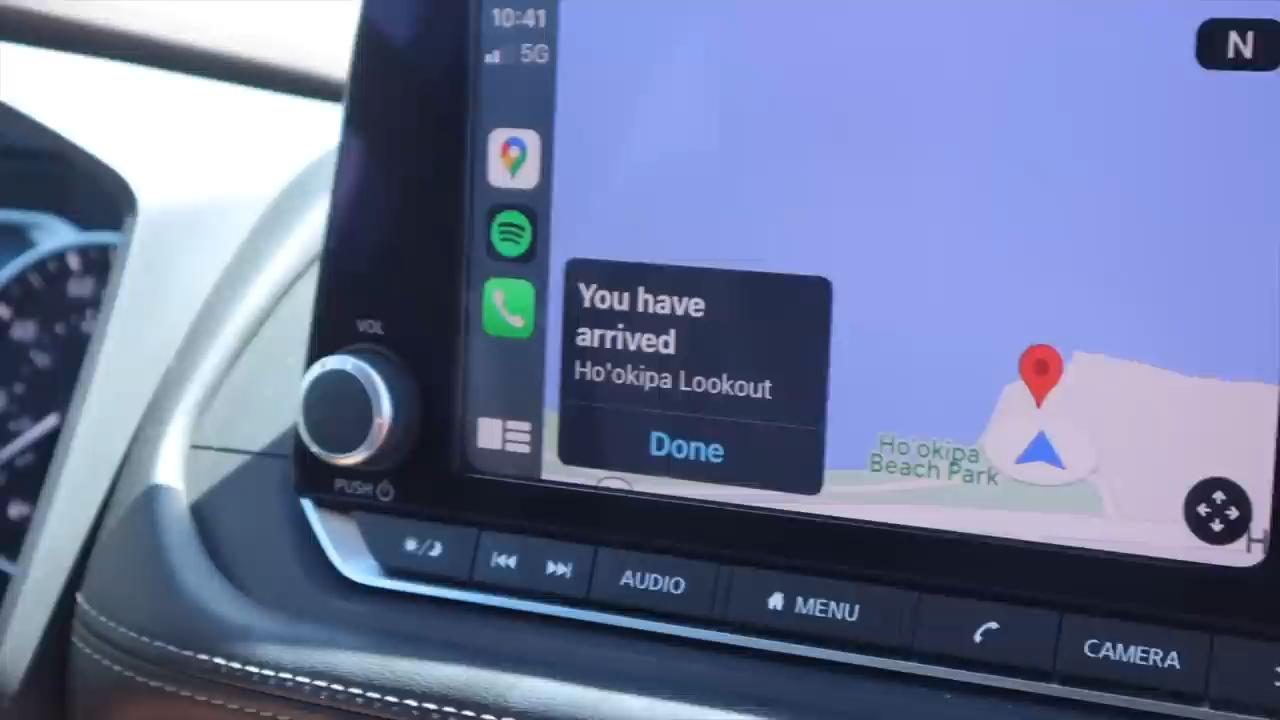 10:41
5G
N
You have
arrived
Ho'okipa Lookout
Done
Ho'okipa
Beach Park
H
VOL
PUSH
AUDIO
MENU
CAMERA